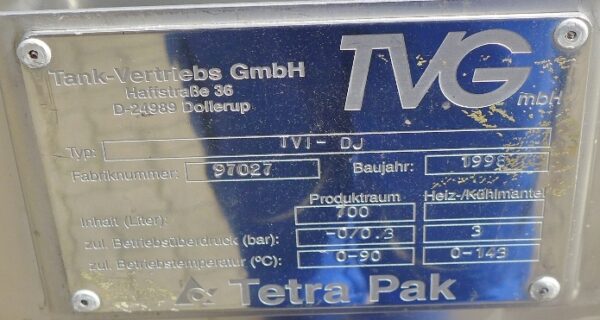 Tank-Vertriebs GmbH
Haffstraße 36
D-24989 Dollerup
TVG mbH
Typ: TVT- DJ
Fabriknummer: 97027 Baujahr: 1998
Produktraum Heiz-/Kühlmantel
Inhalt (Liter): 700
zul. Betriebsüberdruck (bar): -0/0.3 3
zul. Betriebstemperatur (°C): 0-90 0-143
Tetra Pak